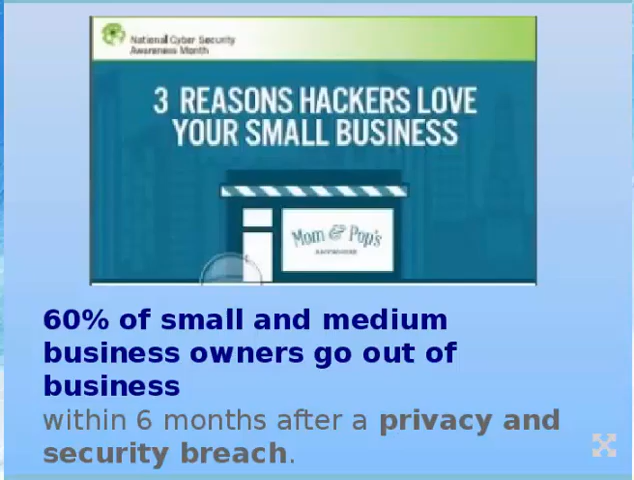 National Cyber Security
Awareness Month
3 REASONS HACKERS LOVE
YOUR SMALL BUSINESS
Mom & Pop's
60% of small and medium
business owners go out of
business
within 6 months after a privacy and
security breach.